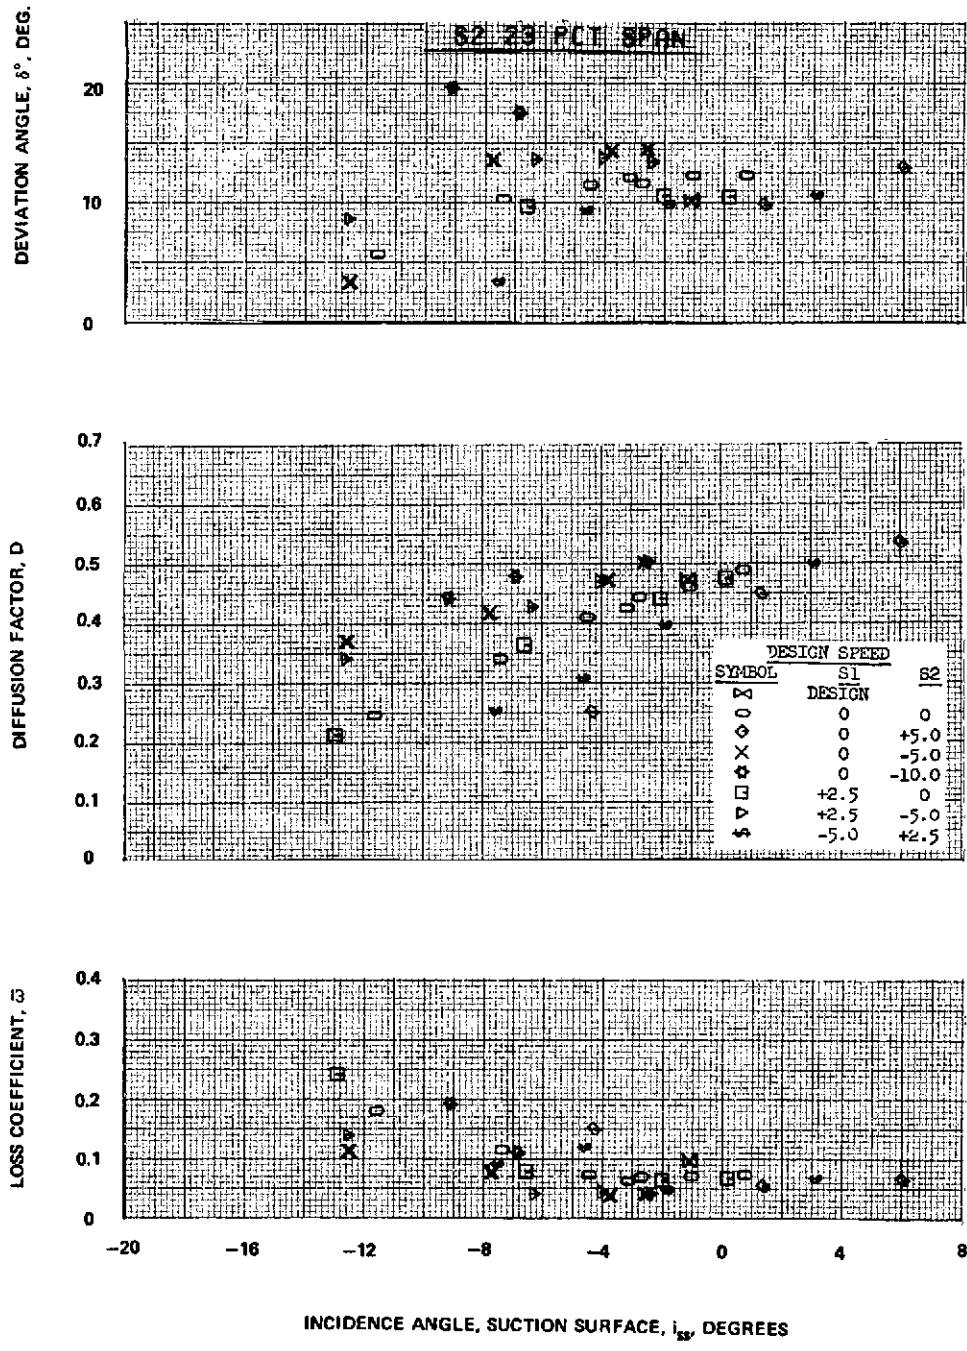 S2 23 PCT SPAN
DEVIATION ANGLE, δ°, DEG.
20
10
0
DIFFUSION FACTOR, D
0.7
0.6
0.5
0.4
0.3
0.2
0.1
0
DESIGN SPEED
SYMBOL S1 S2
DESIGN
0 0
0 +5.0
0 -5.0
0 -10.0
+2.5 0
+2.5 -5.0
-5.0 +2.5
LOSS COEFFICIENT, ω̄
0.4
0.3
0.2
0.1
0
−20 −16 −12 −8 −4 0 4 8
INCIDENCE ANGLE, SUCTION SURFACE, iss, DEGREES